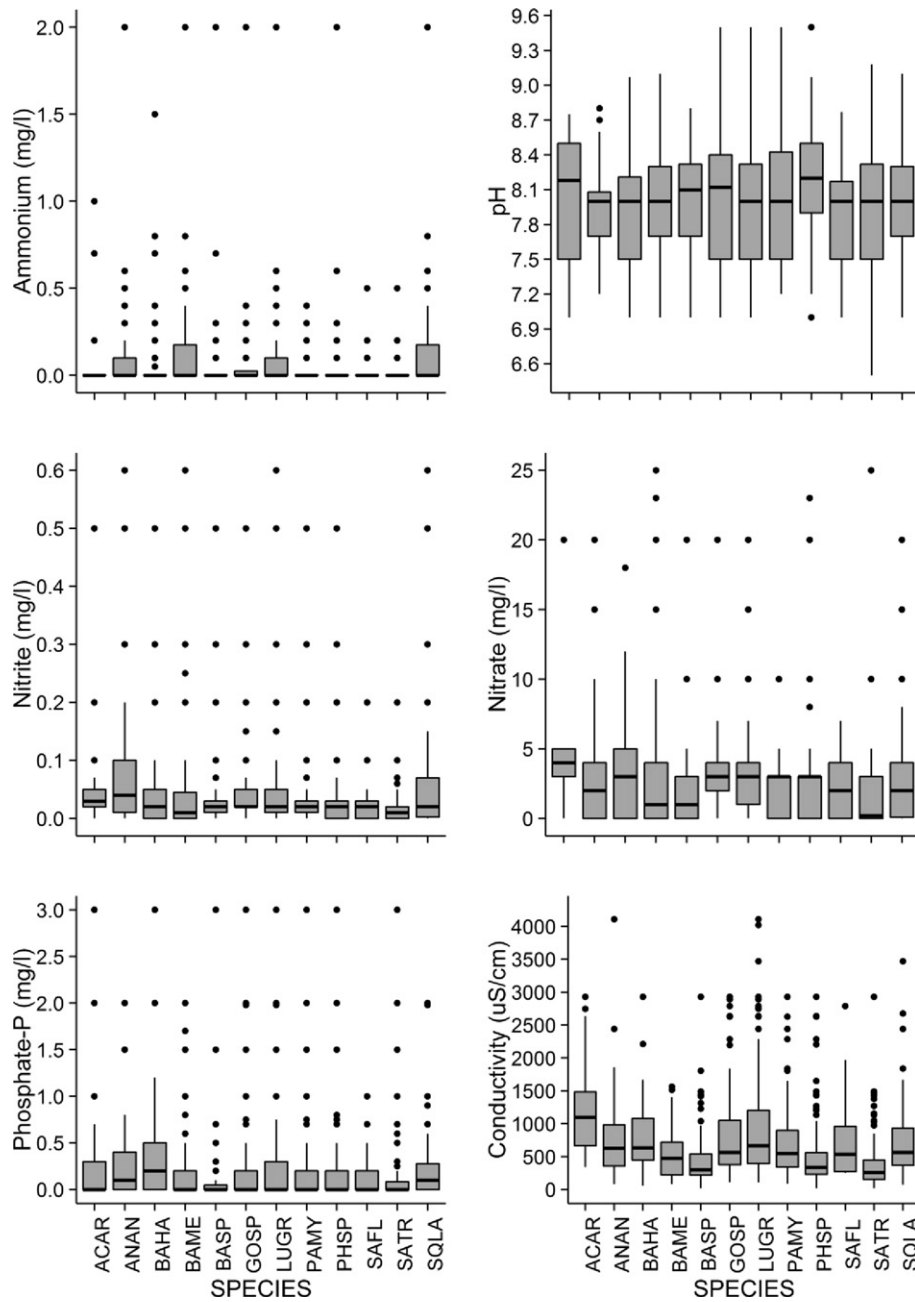 Ammonium (mg/l)
2.0
1.5
1.0
0.5
0.0
pH
9.6
9.3
9.0
8.7
8.4
8.1
7.8
7.5
7.2
6.9
6.6
Nitrite (mg/l)
0.6
0.5
0.4
0.3
0.2
0.1
0.0
Nitrate (mg/l)
25
20
15
10
5
0
Phosphate-P (mg/l)
3.0
2.5
2.0
1.5
1.0
0.5
0.0
ACAR
ANAN
BAHA
BAME
BASP
GOSP
LUGR
PAMY
PHSP
SAFL
SATR
SQLA
SPECIES
Conductivity (uS/cm)
4000
3500
3000
2500
2000
1500
1000
500
0
ACAR
ANAN
BAHA
BAME
BASP
GOSP
LUGR
PAMY
PHSP
SAFL
SATR
SQLA
SPECIES